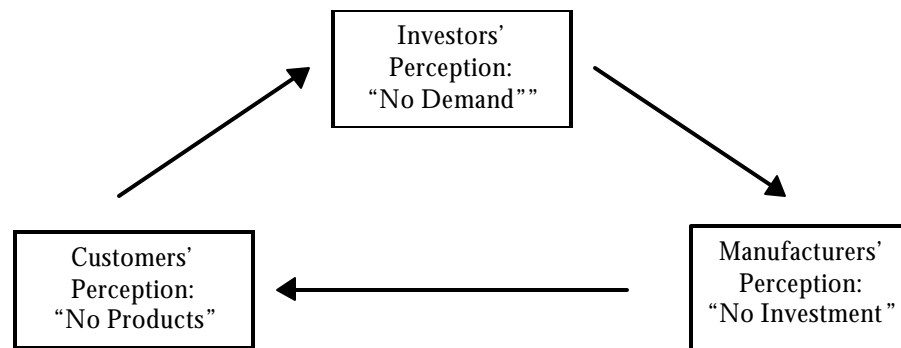 Investors’
Perception:
“No Demand””
Customers’
Perception:
“No Products”
Manufacturers’
Perception:
“No Investment”